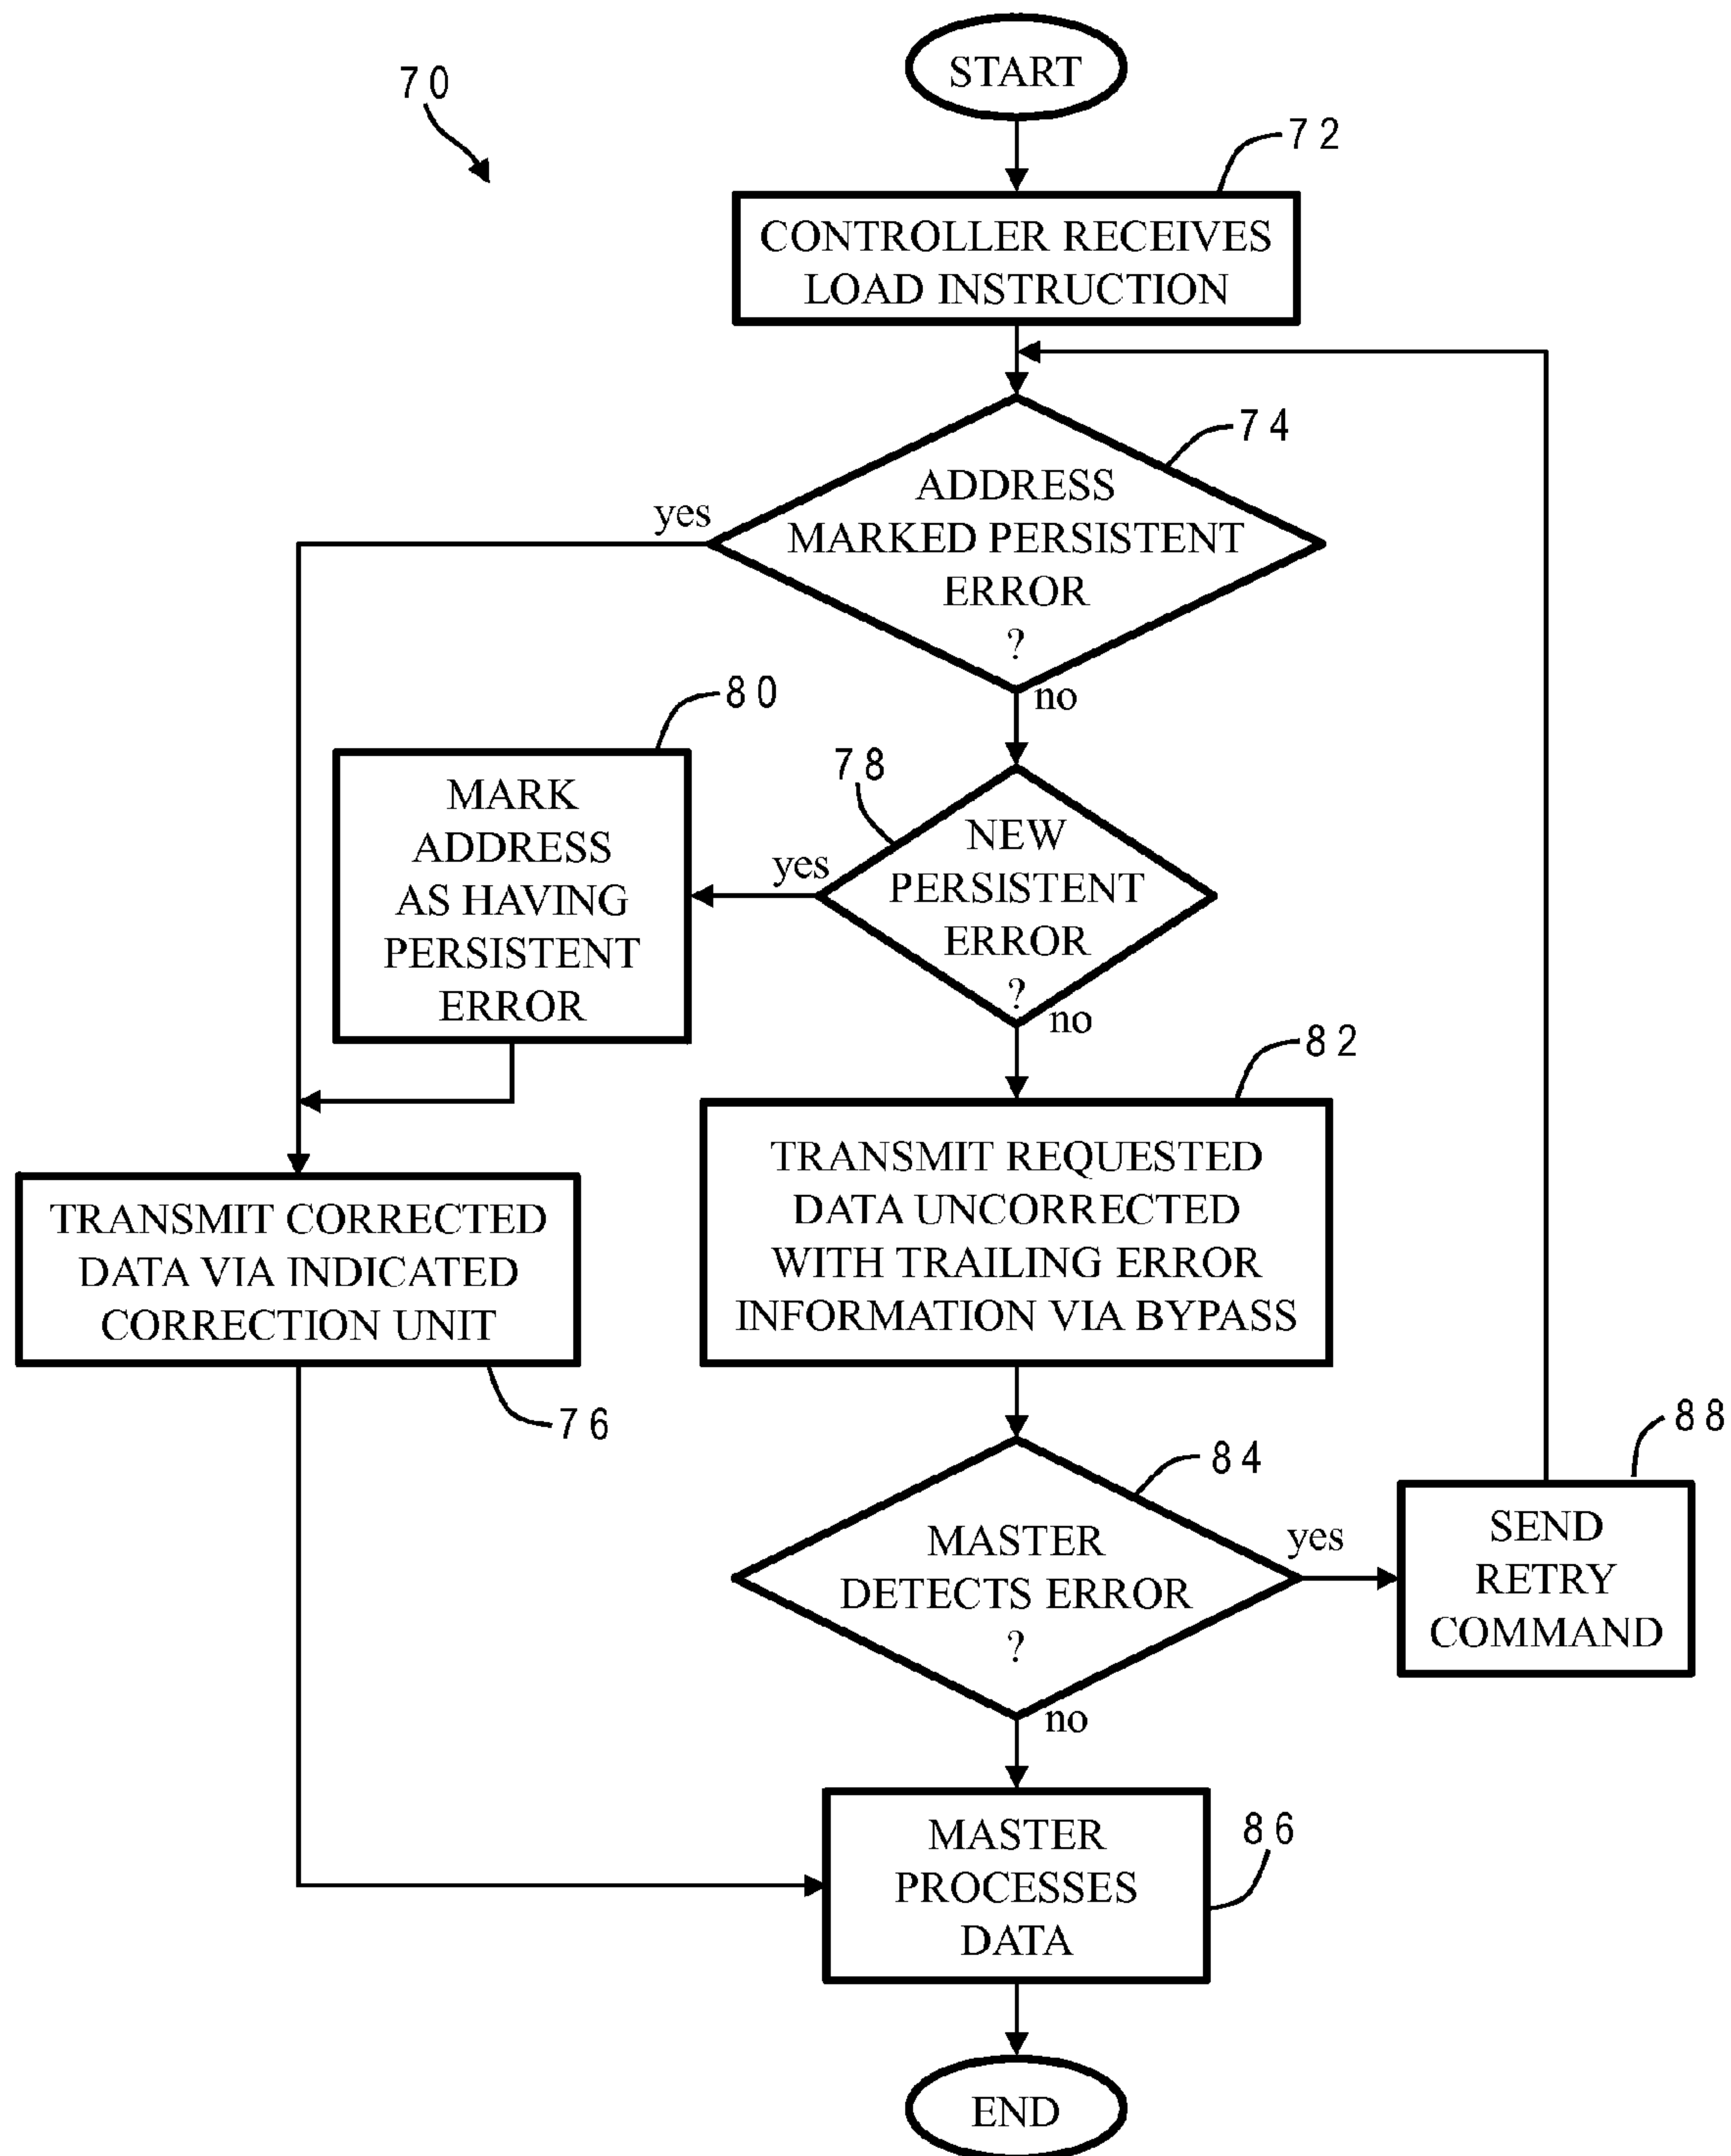 START
70
72
CONTROLLER RECEIVES
LOAD INSTRUCTION
74
ADDRESS
MARKED PERSISTENT
ERROR
?
yes
no
80
MARK
ADDRESS
AS HAVING
PERSISTENT
ERROR
78
NEW
PERSISTENT
ERROR
?
yes
no
82
TRANSMIT REQUESTED
DATA UNCORRECTED
WITH TRAILING ERROR
INFORMATION VIA BYPASS
TRANSMIT CORRECTED
DATA VIA INDICATED
CORRECTION UNIT
76
84
MASTER
DETECTS ERROR
?
yes
no
88
SEND
RETRY
COMMAND
86
MASTER
PROCESSES
DATA
END